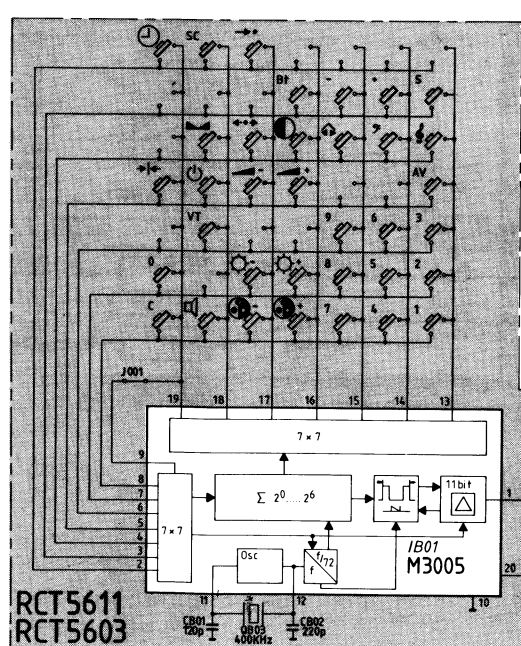 SC
Bt - + S
- + AV
VT 9 6 3
0 - + 8 5 2
C - + 7 4 1
J001
19 18 17 16 15 14 13
7 × 7
9
8
7
6
5
4
3
2
7 × 7
Σ 2⁰ ..... 2⁶
11bit
1
Osc
f/72
f
IB01
M3005
20
11 12 10
RCT5611
RCT5603
CB01
120p
QB03
400KHz
CB02
220p